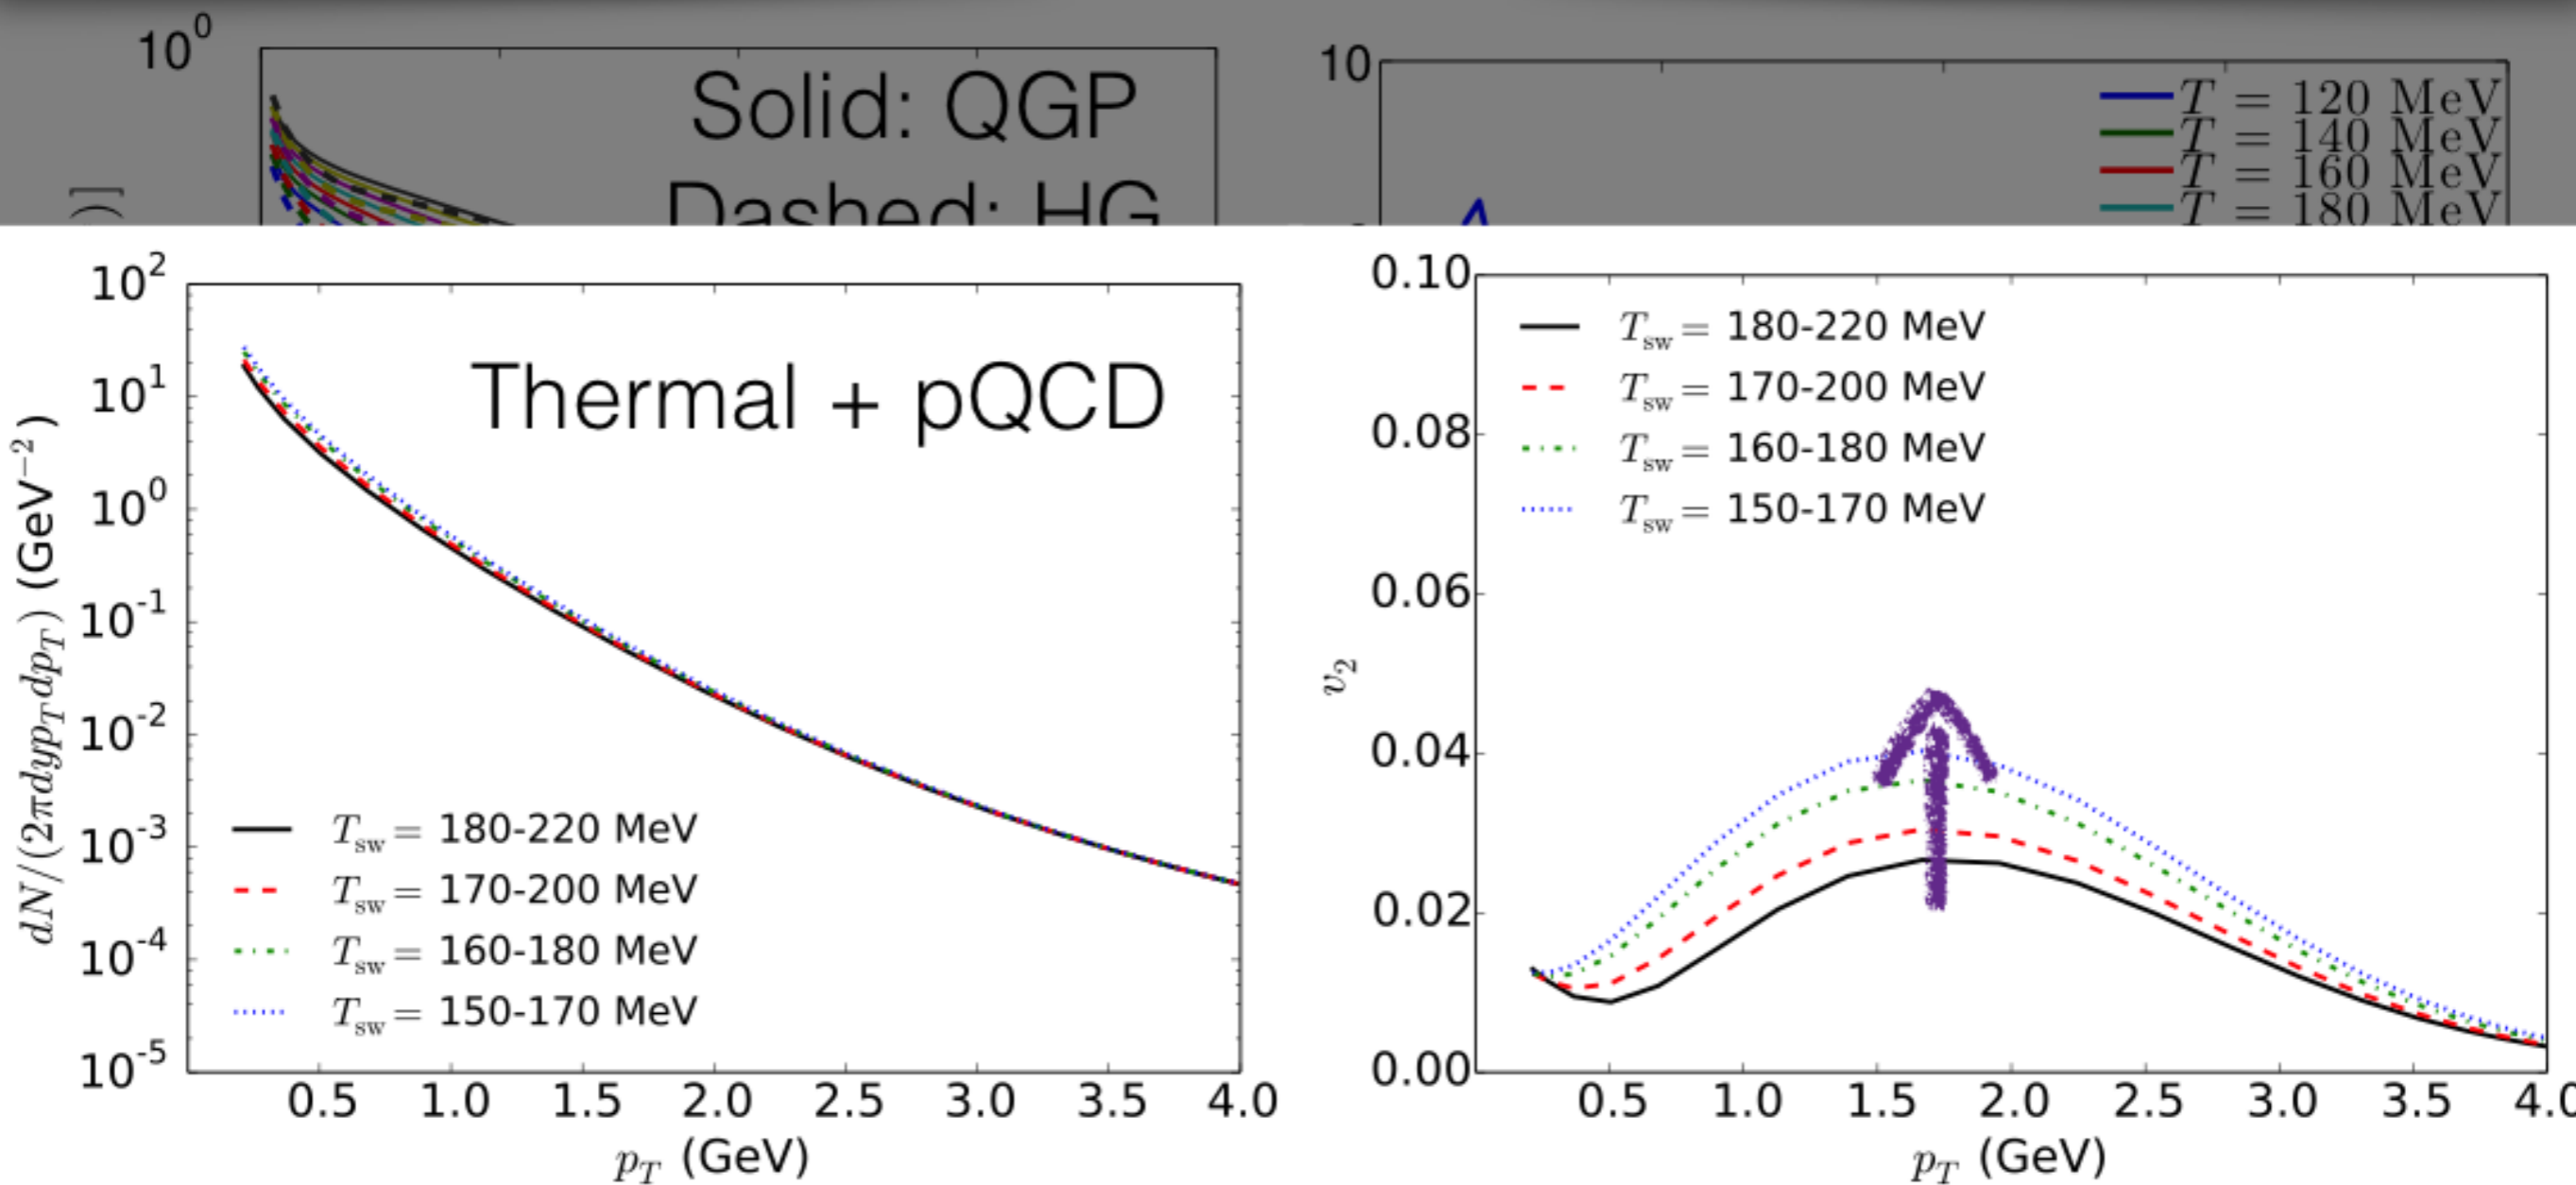 10^0
Solid: QGP
Dashed: HG
)]
10
T = 120 MeV
T = 140 MeV
T = 160 MeV
T = 180 MeV
10^2
10^1
10^0
10^-1
10^-2
10^-3
10^-4
10^-5
dN/(2πdyp_T dp_T) (GeV^−2)
Thermal + pQCD
T_sw = 180-220 MeV
T_sw = 170-200 MeV
T_sw = 160-180 MeV
T_sw = 150-170 MeV
0.5 1.0 1.5 2.0 2.5 3.0 3.5 4.0
p_T (GeV)
0.10
0.08
0.06
0.04
0.02
0.00
v_2
T_sw = 180-220 MeV
T_sw = 170-200 MeV
T_sw = 160-180 MeV
T_sw = 150-170 MeV
0.5 1.0 1.5 2.0 2.5 3.0 3.5 4.0
p_T (GeV)